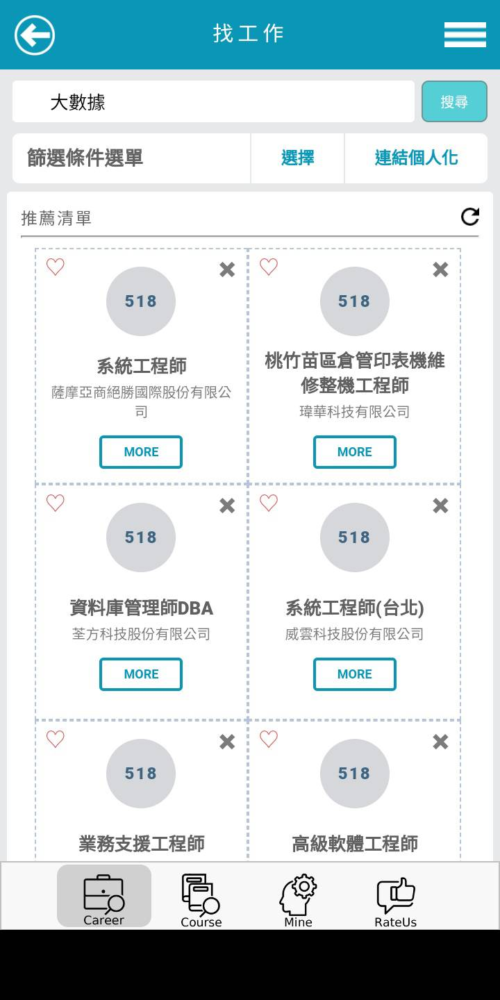 找工作
大數據
搜尋
篩選條件選單
選擇
連結個人化
推薦清單
518
系統工程師
薩摩亞商絕勝國際股份有限公
司
MORE
518
桃竹苗區倉管印表機維
修整機工程師
瑋華科技有限公司
MORE
518
資料庫管理師DBA
荃方科技股份有限公司
MORE
518
系統工程師(台北)
威雲科技股份有限公司
MORE
518
業務支援工程師
518
高級軟體工程師
Career
Course
Mine
RateUs